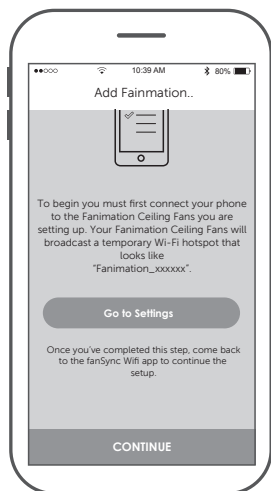 10:39 AM 80%
Add Fainmation..
To begin you must first connect your phone
to the Fanimation Ceiling Fans you are
setting up. Your Fanimation Ceiling Fans will
broadcast a temporary Wi-Fi hotspot that
looks like
“Fanimation_xxxxxx”.
Go to Settings
Once you’ve completed this step, come back
to the fanSync Wifi app to continue the
setup.
CONTINUE